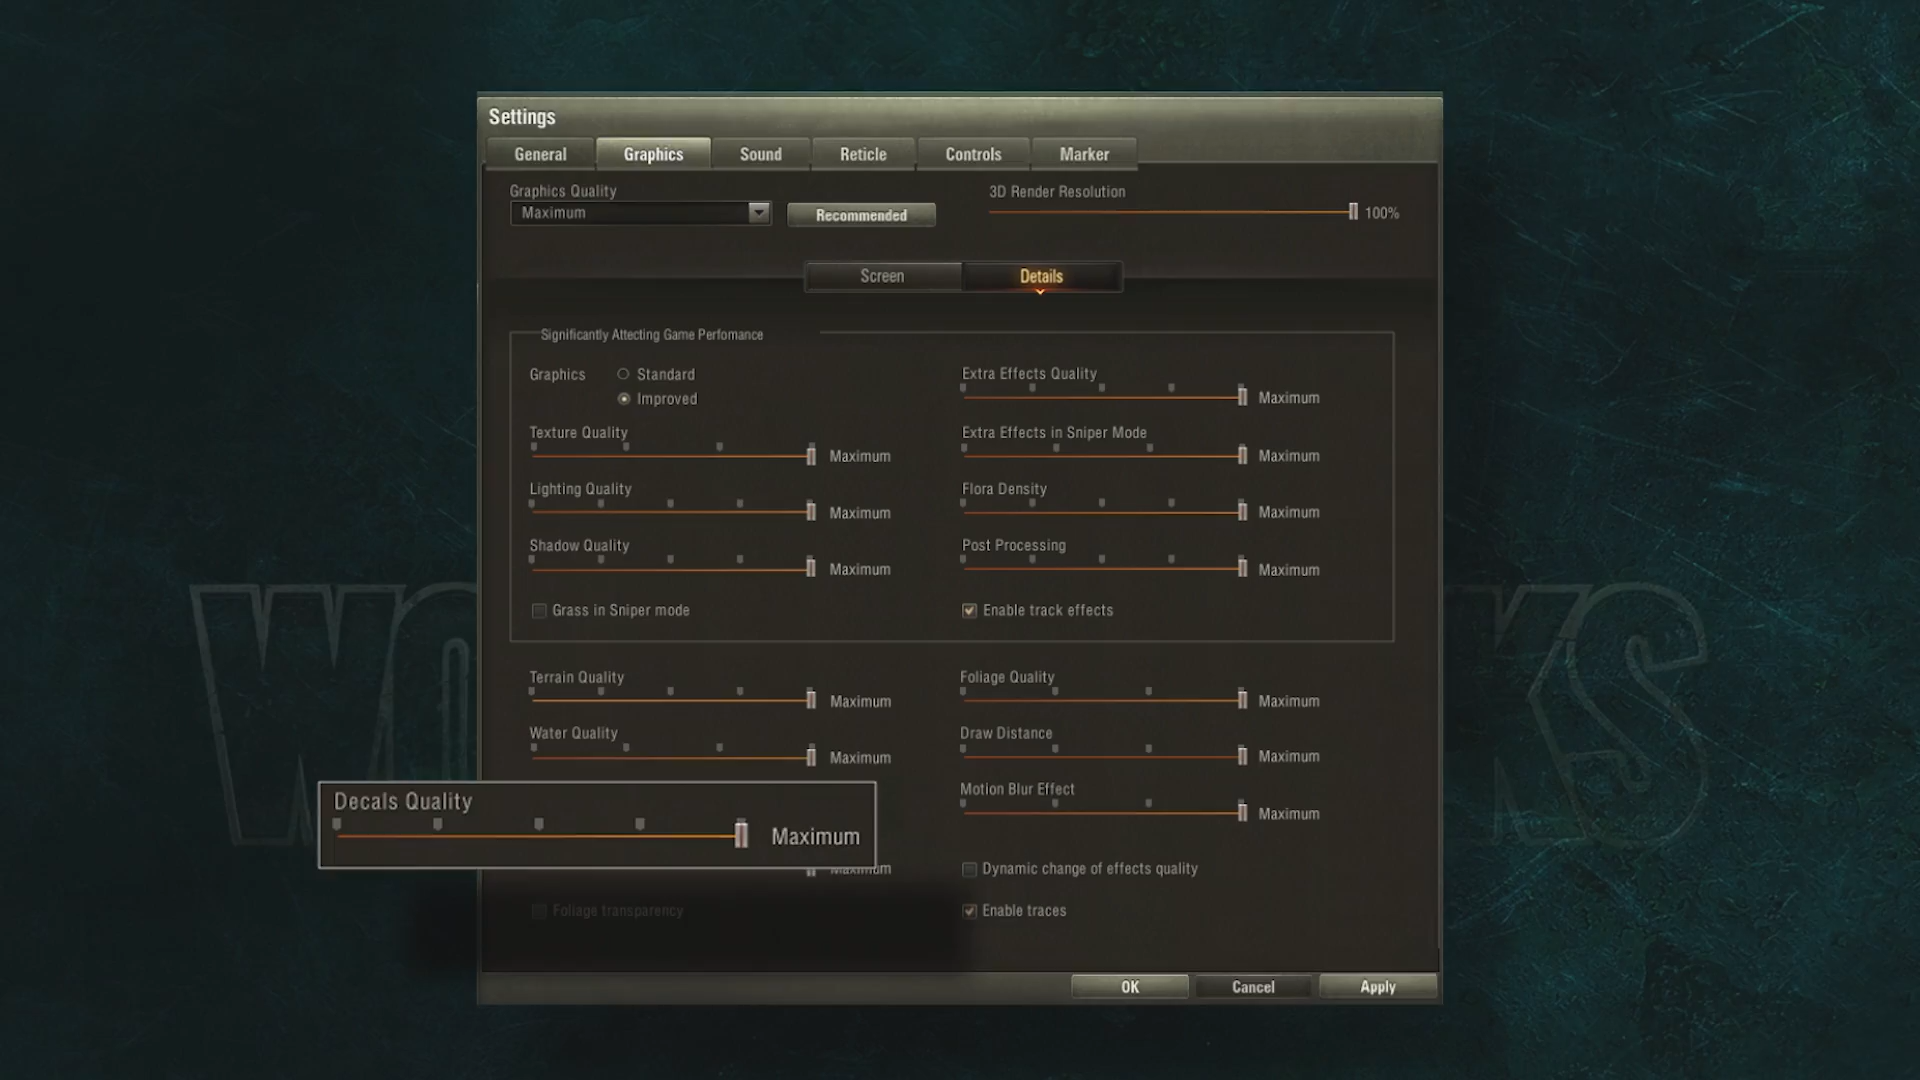 Settings
General Graphics Sound Reticle Controls Marker
Graphics Quality
Maximum
Recommended
3D Render Resolution
100%
Screen Details
Significantly Affecting Game Perfomance
Graphics
Standard
Improved
Extra Effects Quality
Maximum
Texture Quality
Maximum
Extra Effects in Sniper Mode
Maximum
Lighting Quality
Maximum
Flora Density
Maximum
Shadow Quality
Maximum
Post Processing
Maximum
Grass in Sniper mode
Enable track effects
Terrain Quality
Maximum
Foliage Quality
Maximum
Water Quality
Maximum
Draw Distance
Maximum
Decals Quality
Maximum
Motion Blur Effect
Maximum
Maximum
Dynamic change of effects quality
Foliage transparency
Enable traces
OK Cancel Apply